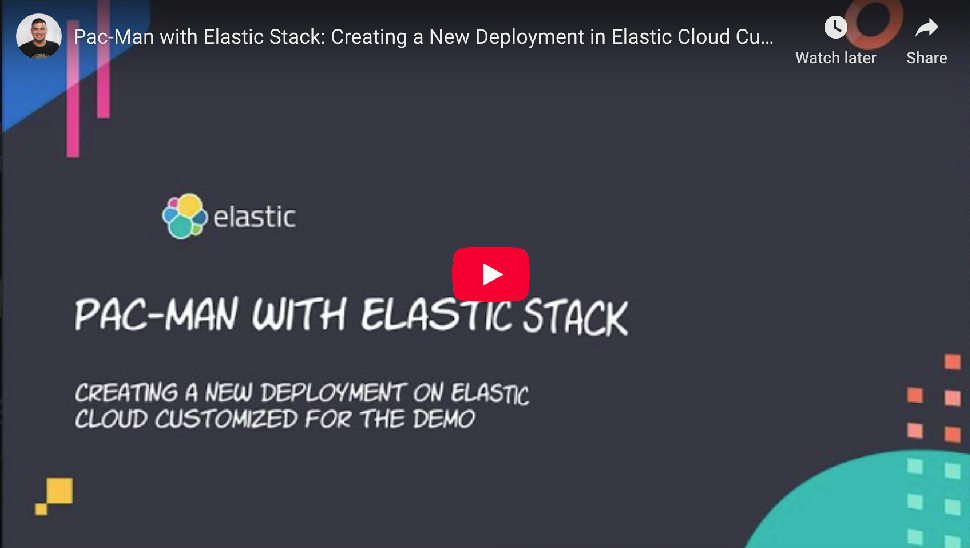 Pac-Man with Elastic Stack: Creating a New Deployment in Elastic Cloud Cu...
Watch later
Share
elastic
PAC-MAN WITH ELASTIC STACK
CREATING A NEW DEPLOYMENT ON ELASTIC
CLOUD CUSTOMIZED FOR THE DEMO